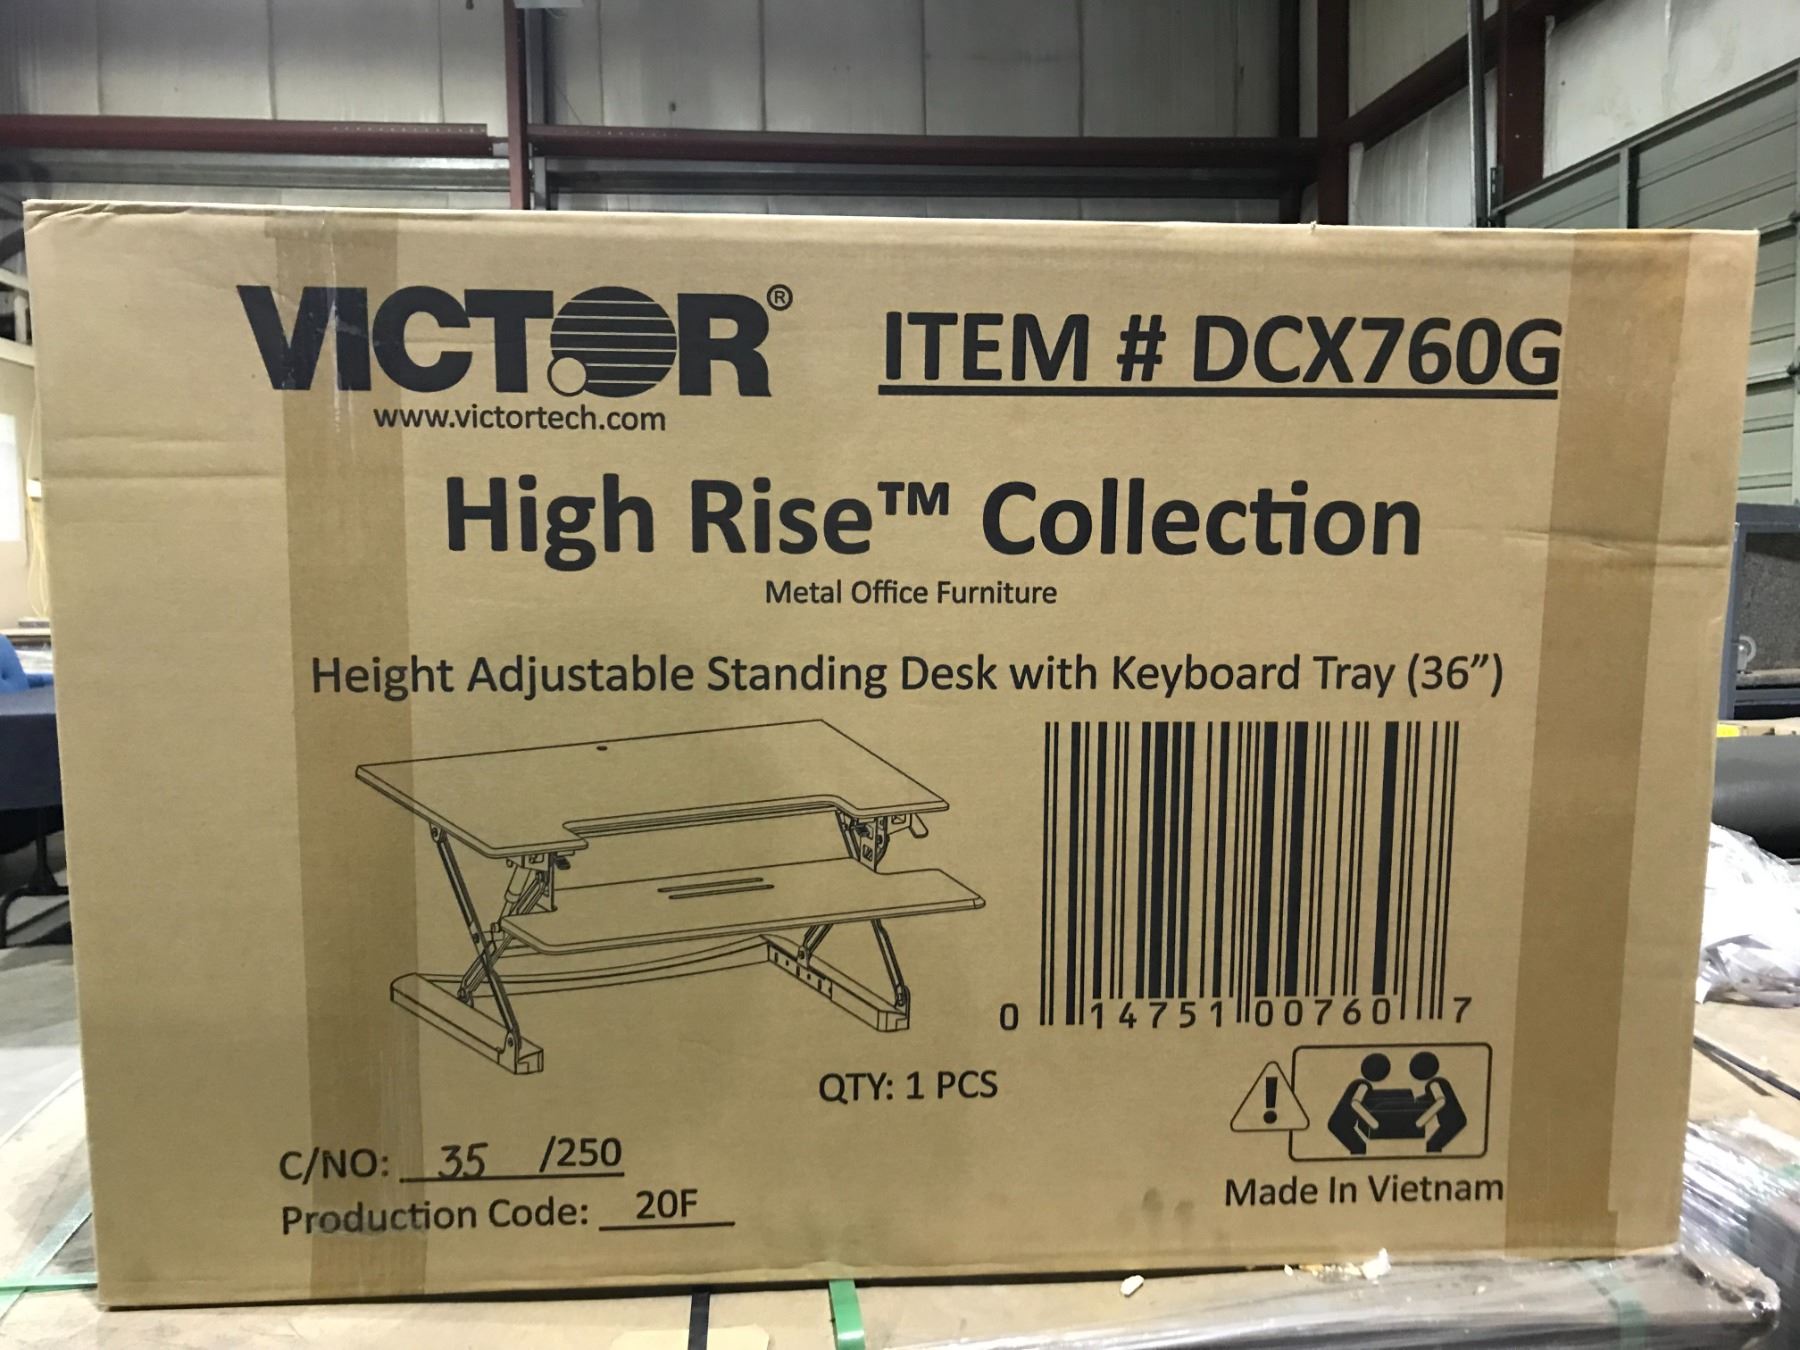 VICTOR®
www.victortech.com
ITEM # DCX760G
High Rise™ Collection
Metal Office Furniture
Height Adjustable Standing Desk with Keyboard Tray (36”)
0 14751 00760 7
QTY: 1 PCS
C/NO: 35 /250
Production Code: 20F
Made In Vietnam